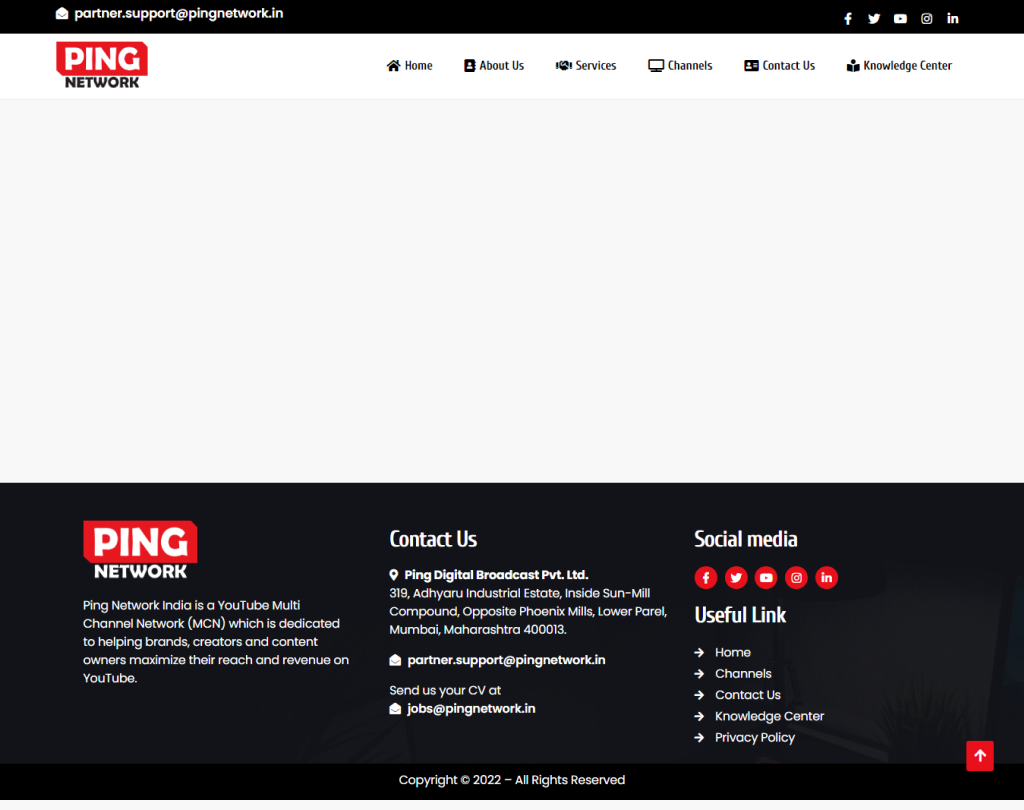 partner.support@pingnetwork.in
PING
NETWORK
Home About Us Services Channels Contact Us Knowledge Center
PING
NETWORK
Ping Network India is a YouTube Multi
Channel Network (MCN) which is dedicated
to helping brands, creators and content
owners maximize their reach and revenue on
YouTube.
Contact Us
Ping Digital Broadcast Pvt. Ltd.
319, Adhyaru Industrial Estate, Inside Sun-Mill
Compound, Opposite Phoenix Mills, Lower Parel,
Mumbai, Maharashtra 400013.
partner.support@pingnetwork.in
Send us your CV at
jobs@pingnetwork.in
Social media
Useful Link
Home
Channels
Contact Us
Knowledge Center
Privacy Policy
Copyright © 2022 – All Rights Reserved